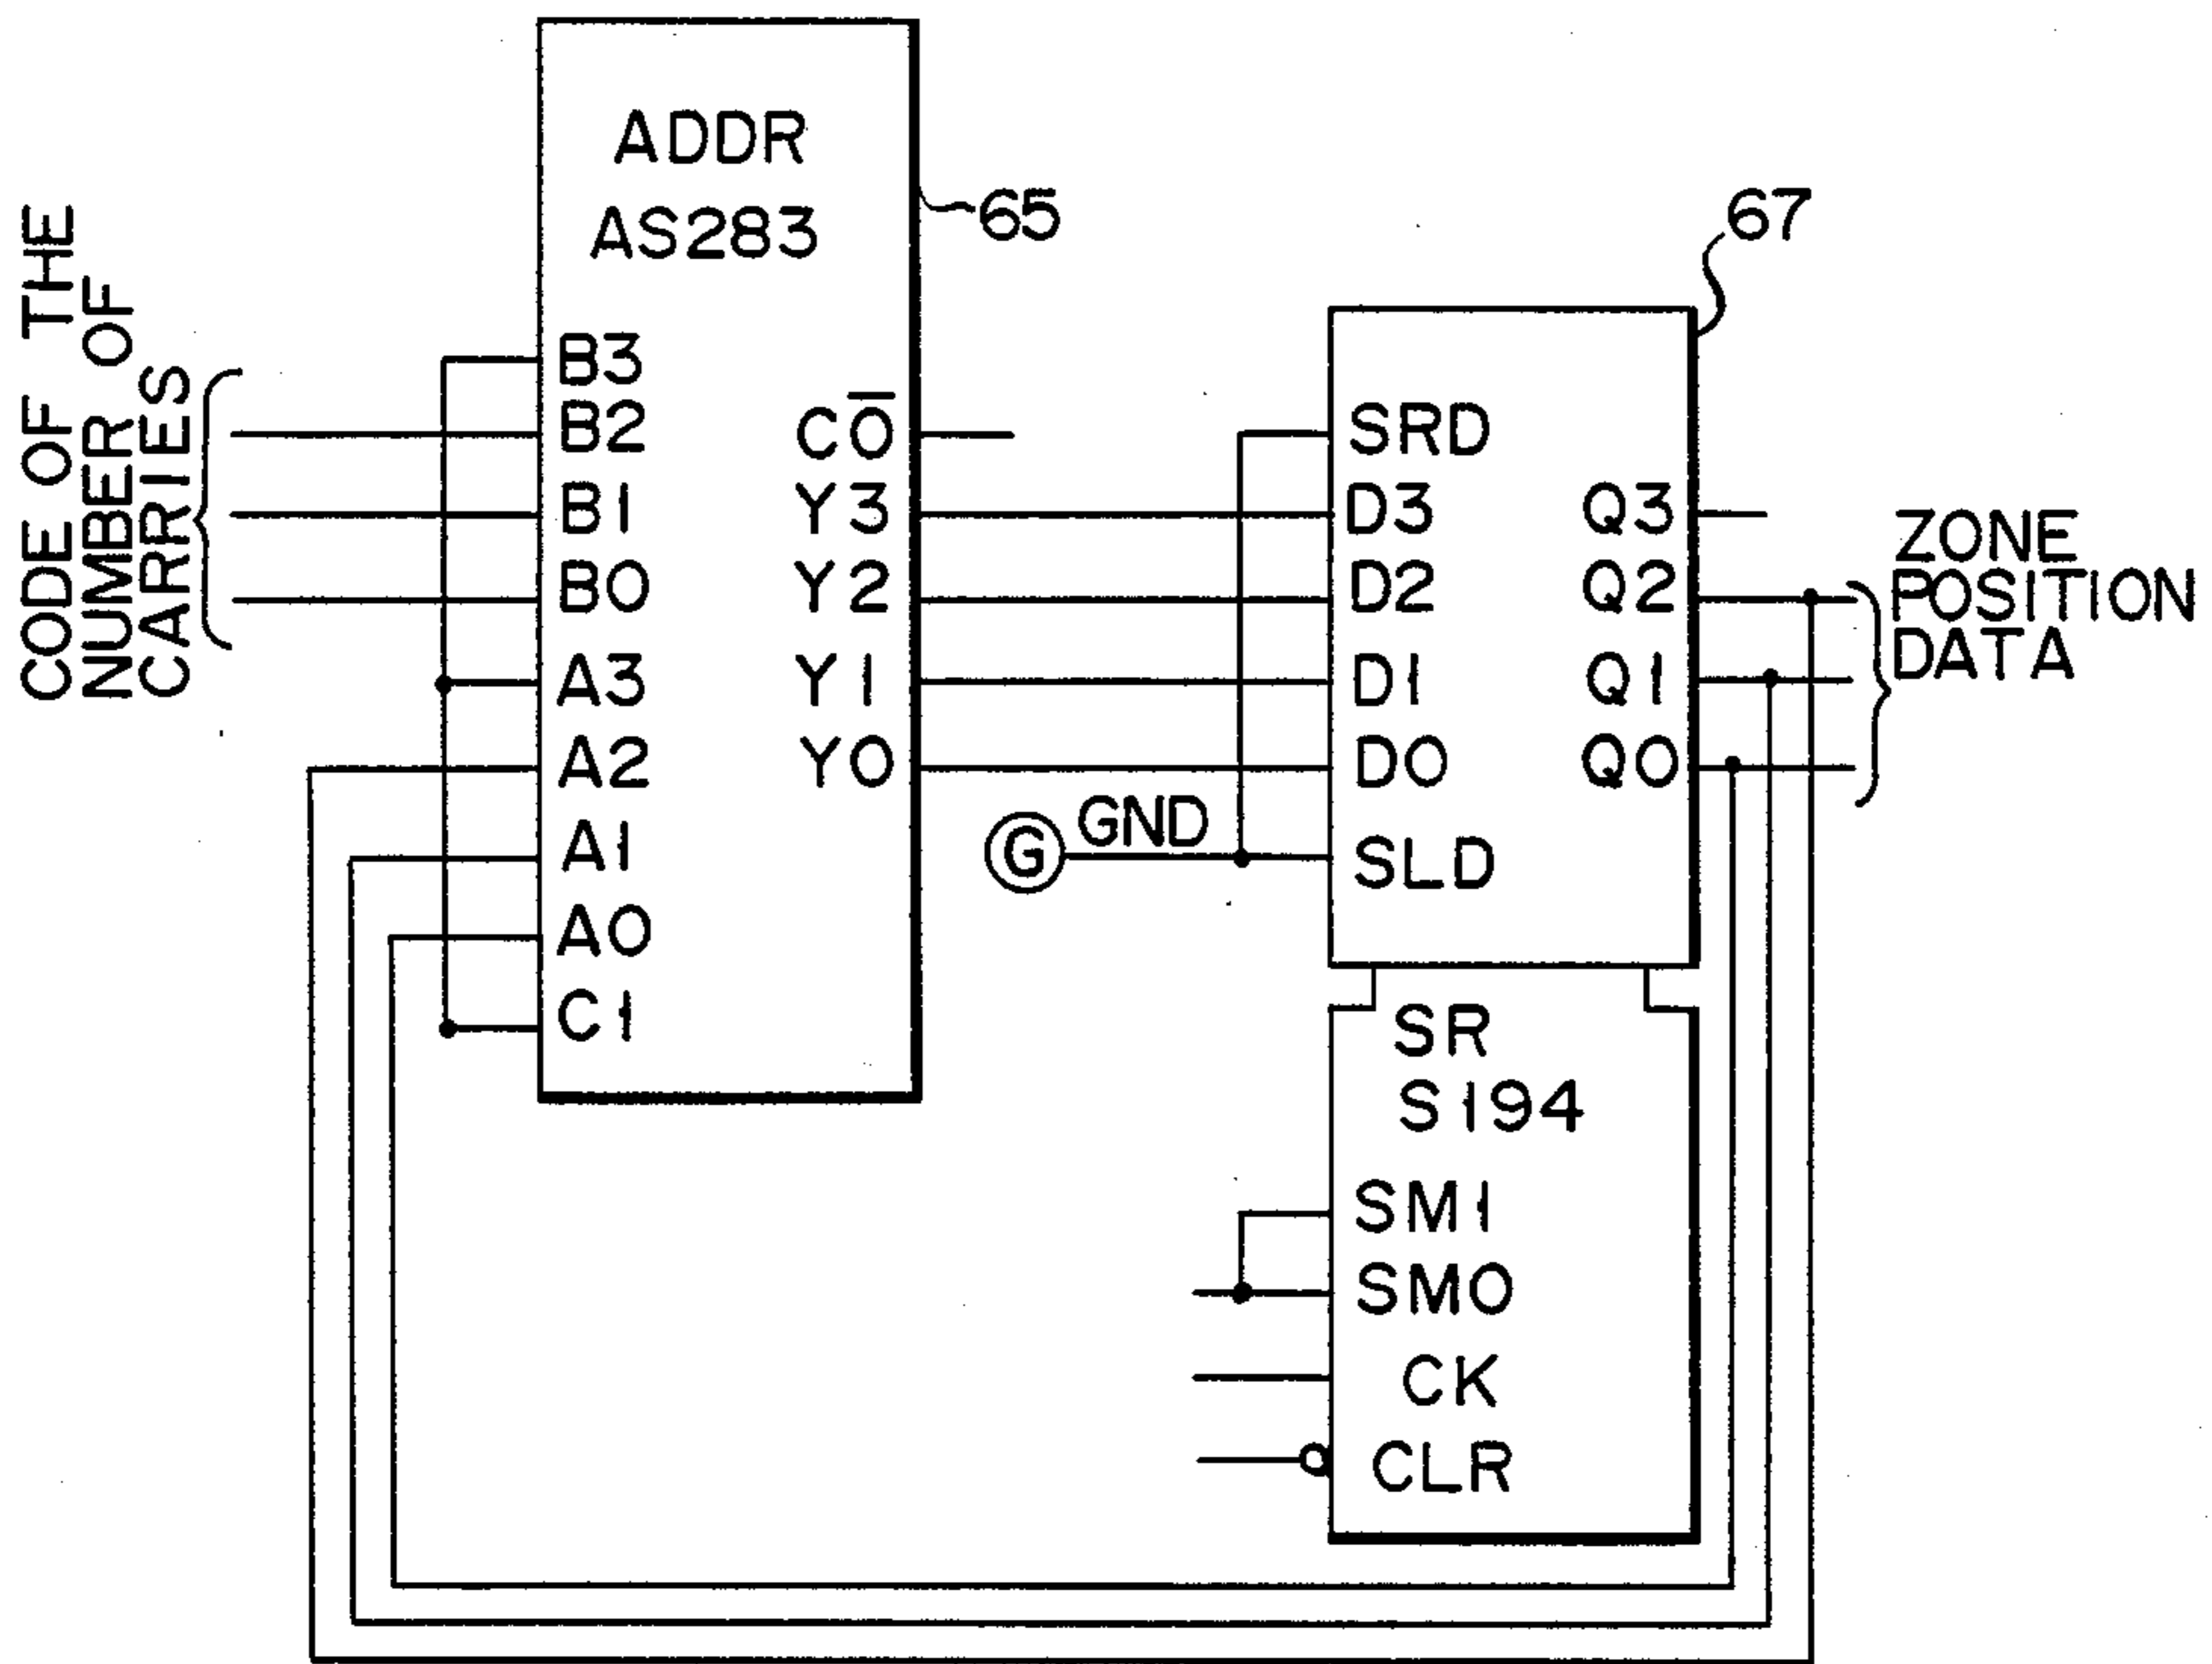 CODE OF THE
NUMBER OF
CARRIES
ADDR
AS283
65
B3
B2
B1
B0
A3
A2
A1
A0
C1
C0̅
Y3
Y2
Y1
Y0
G
GND
67
SRD
D3
D2
D1
D0
SLD
Q3
Q2
Q1
Q0
ZONE
POSITION
DATA
SR
S194
SM1
SM0
CK
CLR